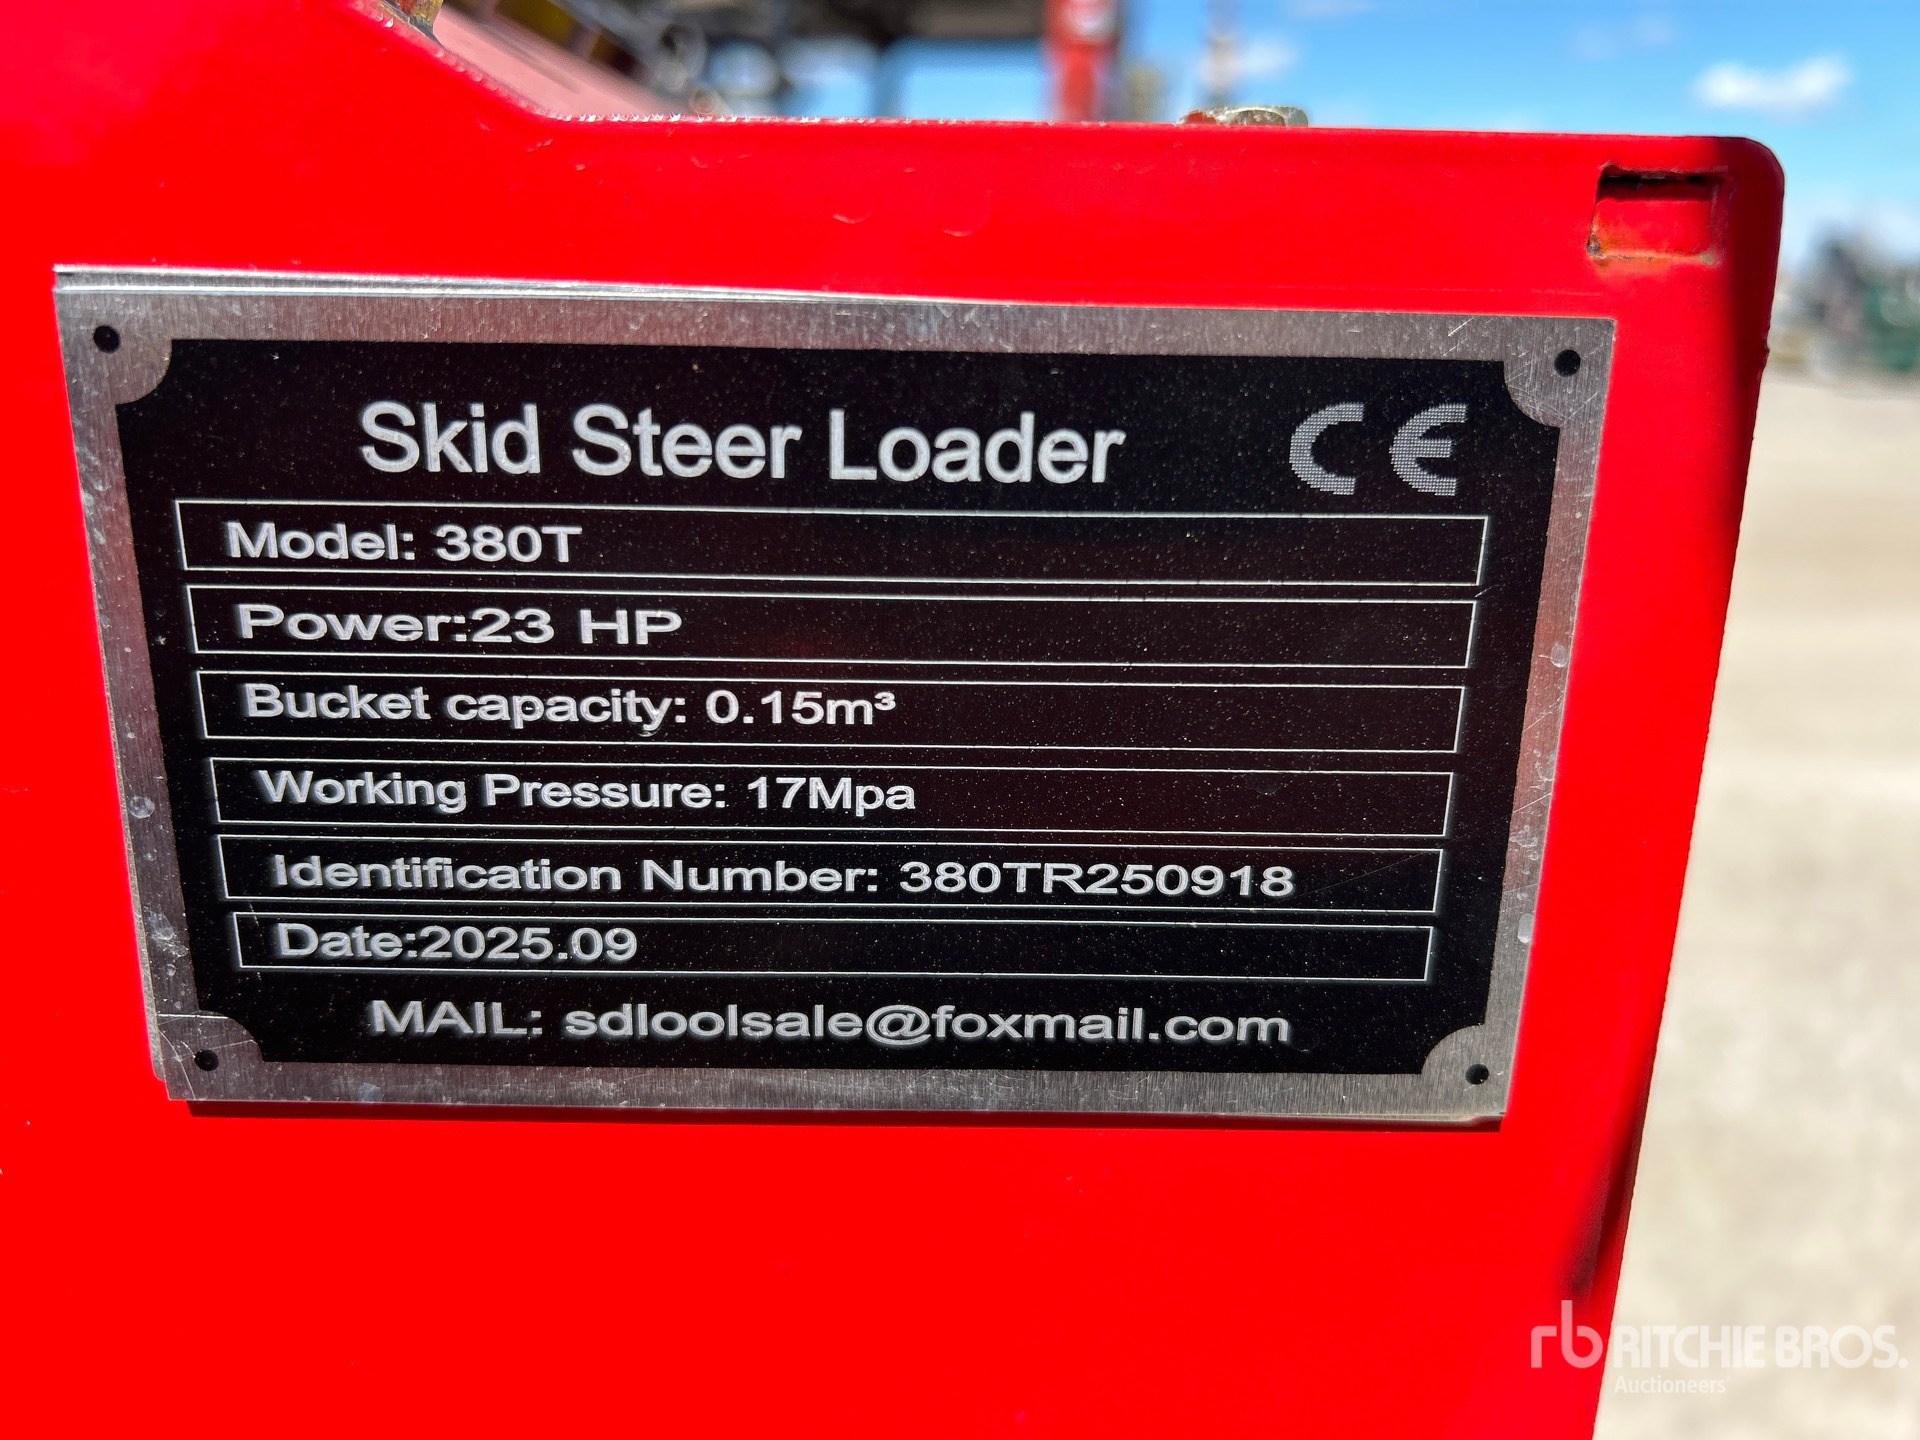 Skid Steer Loader CE
Model: 380T
Power:23 HP
Bucket capacity: 0.15m³
Working Pressure: 17Mpa
Identification Number: 380TR250918
Date:2025.09
MAIL: sdloolsale@foxmail.com
rb RITCHIE BROS.
Auctioneers